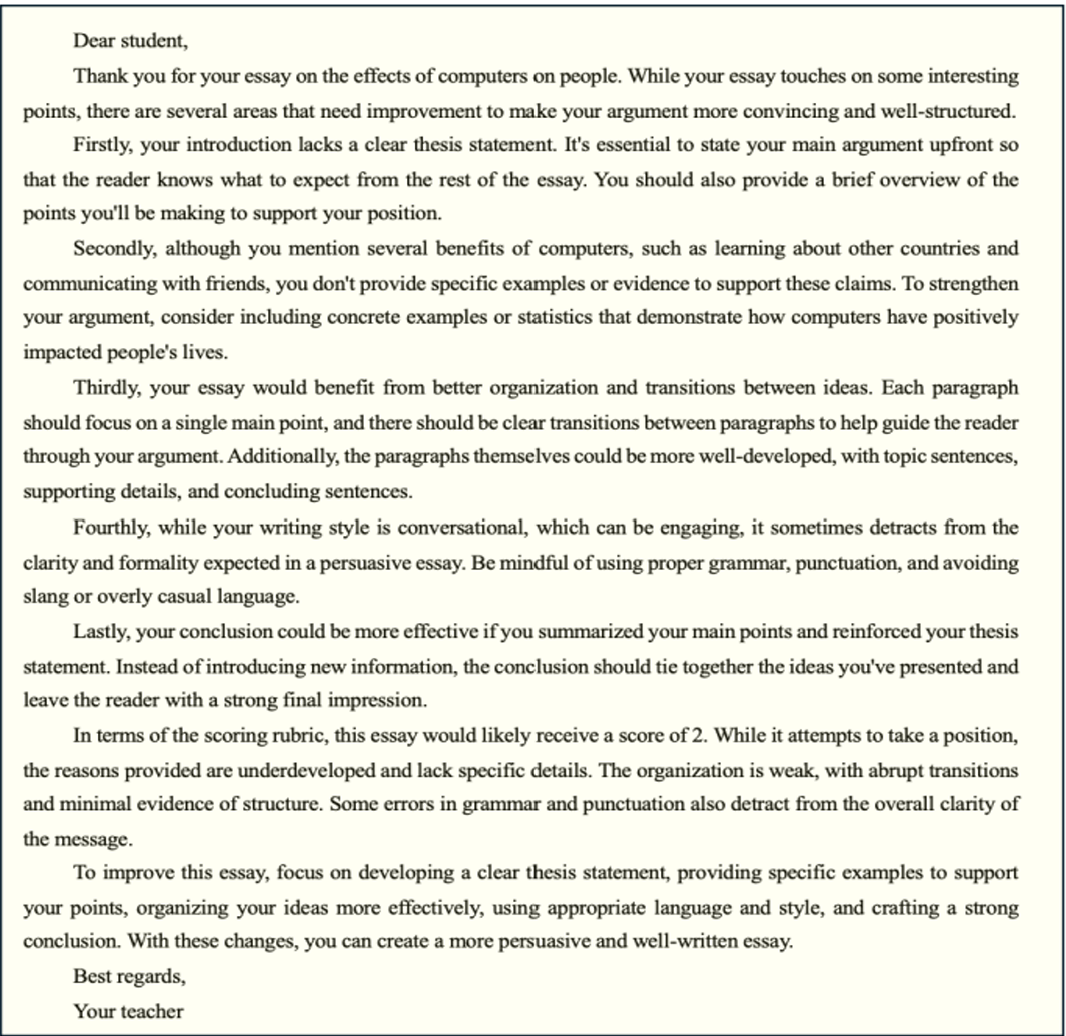 Dear student,
Thank you for your essay on the effects of computers on people. While your essay touches on some interesting
points, there are several areas that need improvement to make your argument more convincing and well-structured.
Firstly, your introduction lacks a clear thesis statement. It's essential to state your main argument upfront so
that the reader knows what to expect from the rest of the essay. You should also provide a brief overview of the
points you'll be making to support your position.
Secondly, although you mention several benefits of computers, such as learning about other countries and
communicating with friends, you don't provide specific examples or evidence to support these claims. To strengthen
your argument, consider including concrete examples or statistics that demonstrate how computers have positively
impacted people's lives.
Thirdly, your essay would benefit from better organization and transitions between ideas. Each paragraph
should focus on a single main point, and there should be clear transitions between paragraphs to help guide the reader
through your argument. Additionally, the paragraphs themselves could be more well-developed, with topic sentences,
supporting details, and concluding sentences.
Fourthly, while your writing style is conversational, which can be engaging, it sometimes detracts from the
clarity and formality expected in a persuasive essay. Be mindful of using proper grammar, punctuation, and avoiding
slang or overly casual language.
Lastly, your conclusion could be more effective if you summarized your main points and reinforced your thesis
statement. Instead of introducing new information, the conclusion should tie together the ideas you've presented and
leave the reader with a strong final impression.
In terms of the scoring rubric, this essay would likely receive a score of 2. While it attempts to take a position,
the reasons provided are underdeveloped and lack specific details. The organization is weak, with abrupt transitions
and minimal evidence of structure. Some errors in grammar and punctuation also detract from the overall clarity of
the message.
To improve this essay, focus on developing a clear thesis statement, providing specific examples to support
your points, organizing your ideas more effectively, using appropriate language and style, and crafting a strong
conclusion. With these changes, you can create a more persuasive and well-written essay.
Best regards,
Your teacher